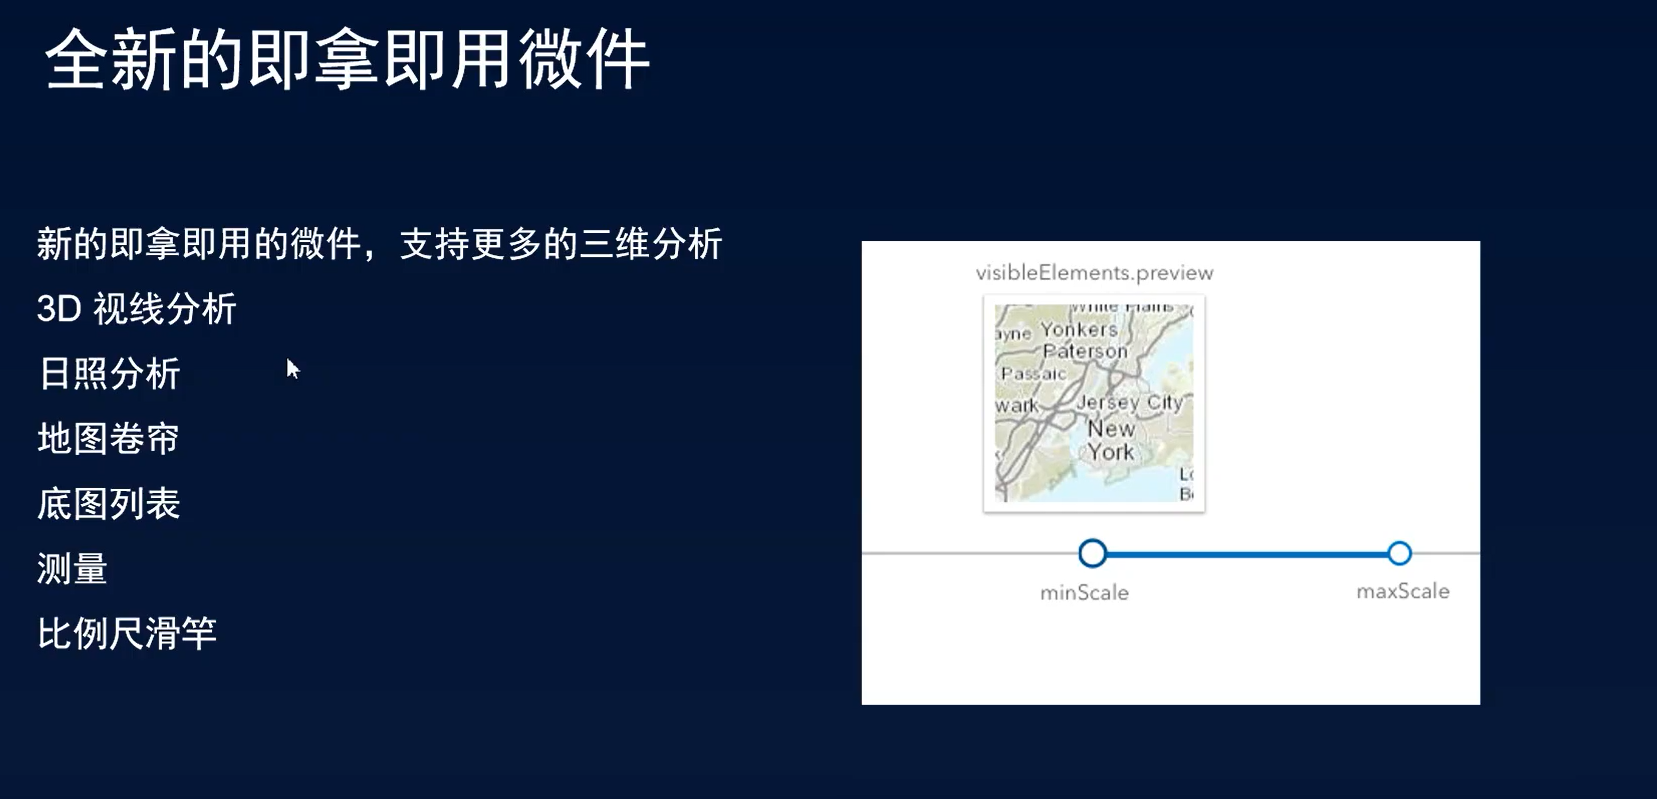 全新的即拿即用微件
新的即拿即用的微件，支持更多的三维分析
3D 视线分析
日照分析
地图卷帘
底图列表
测量
比例尺滑竿
visibleElements.preview
White Plains
ayne Yonkers
Paterson
Passaic
wark Jersey City
New
York
minScale
maxScale